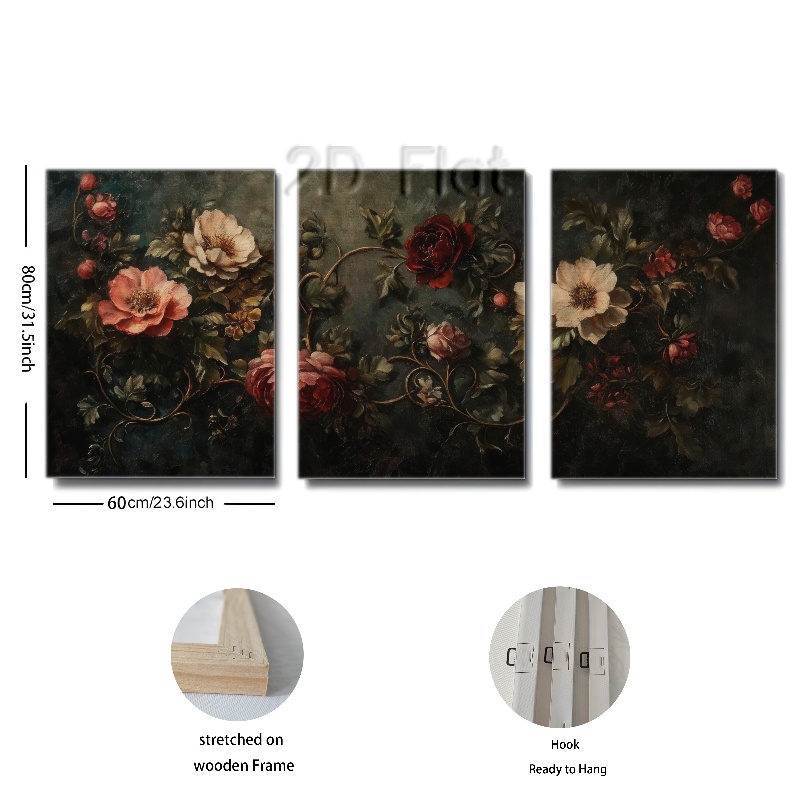 2D Flat
80cm/31.5inch
60cm/23.6inch
stretched on
wooden Frame
Hook
Ready to Hang